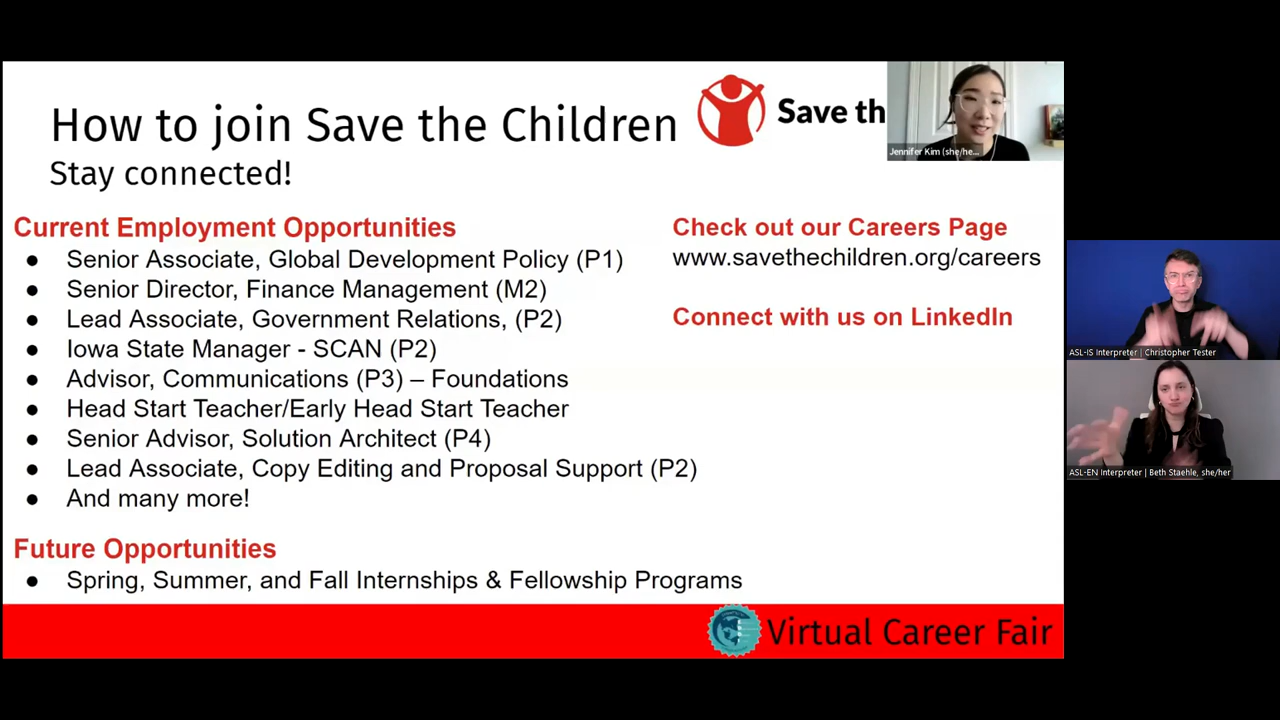 How to join Save the Children
Stay connected!
Save th
Jennifer Kim (she/he...
Current Employment Opportunities
● Senior Associate, Global Development Policy (P1)
● Senior Director, Finance Management (M2)
● Lead Associate, Government Relations, (P2)
● Iowa State Manager - SCAN (P2)
● Advisor, Communications (P3) – Foundations
● Head Start Teacher/Early Head Start Teacher
● Senior Advisor, Solution Architect (P4)
● Lead Associate, Copy Editing and Proposal Support (P2)
● And many more!
Future Opportunities
● Spring, Summer, and Fall Internships & Fellowship Programs
Check out our Careers Page
www.savethechildren.org/careers
Connect with us on LinkedIn
ASL-IS Interpreter | Christopher Tester
ASL-EN Interpreter | Beth Staehle, she/her
Virtual Career Fair